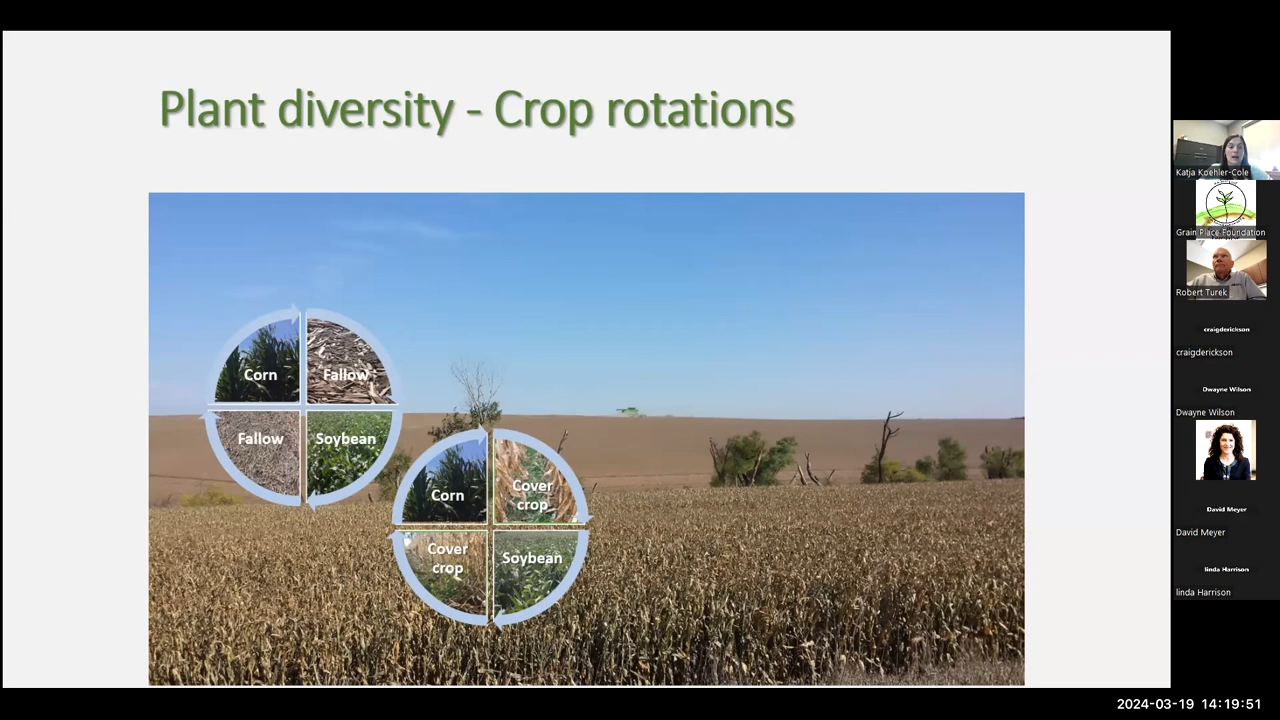 Plant diversity - Crop rotations
Corn
Fallow
Fallow
Soybean
Corn
Cover
crop
Cover
crop
Soybean
Katja Koehler-Cole
Grain Place Foundation
Robert Turek
craigderickson
craigderickson
Dwayne Wilson
Dwayne Wilson
David Meyer
David Meyer
linda Harrison
linda Harrison
2024-03-19 14:19:51